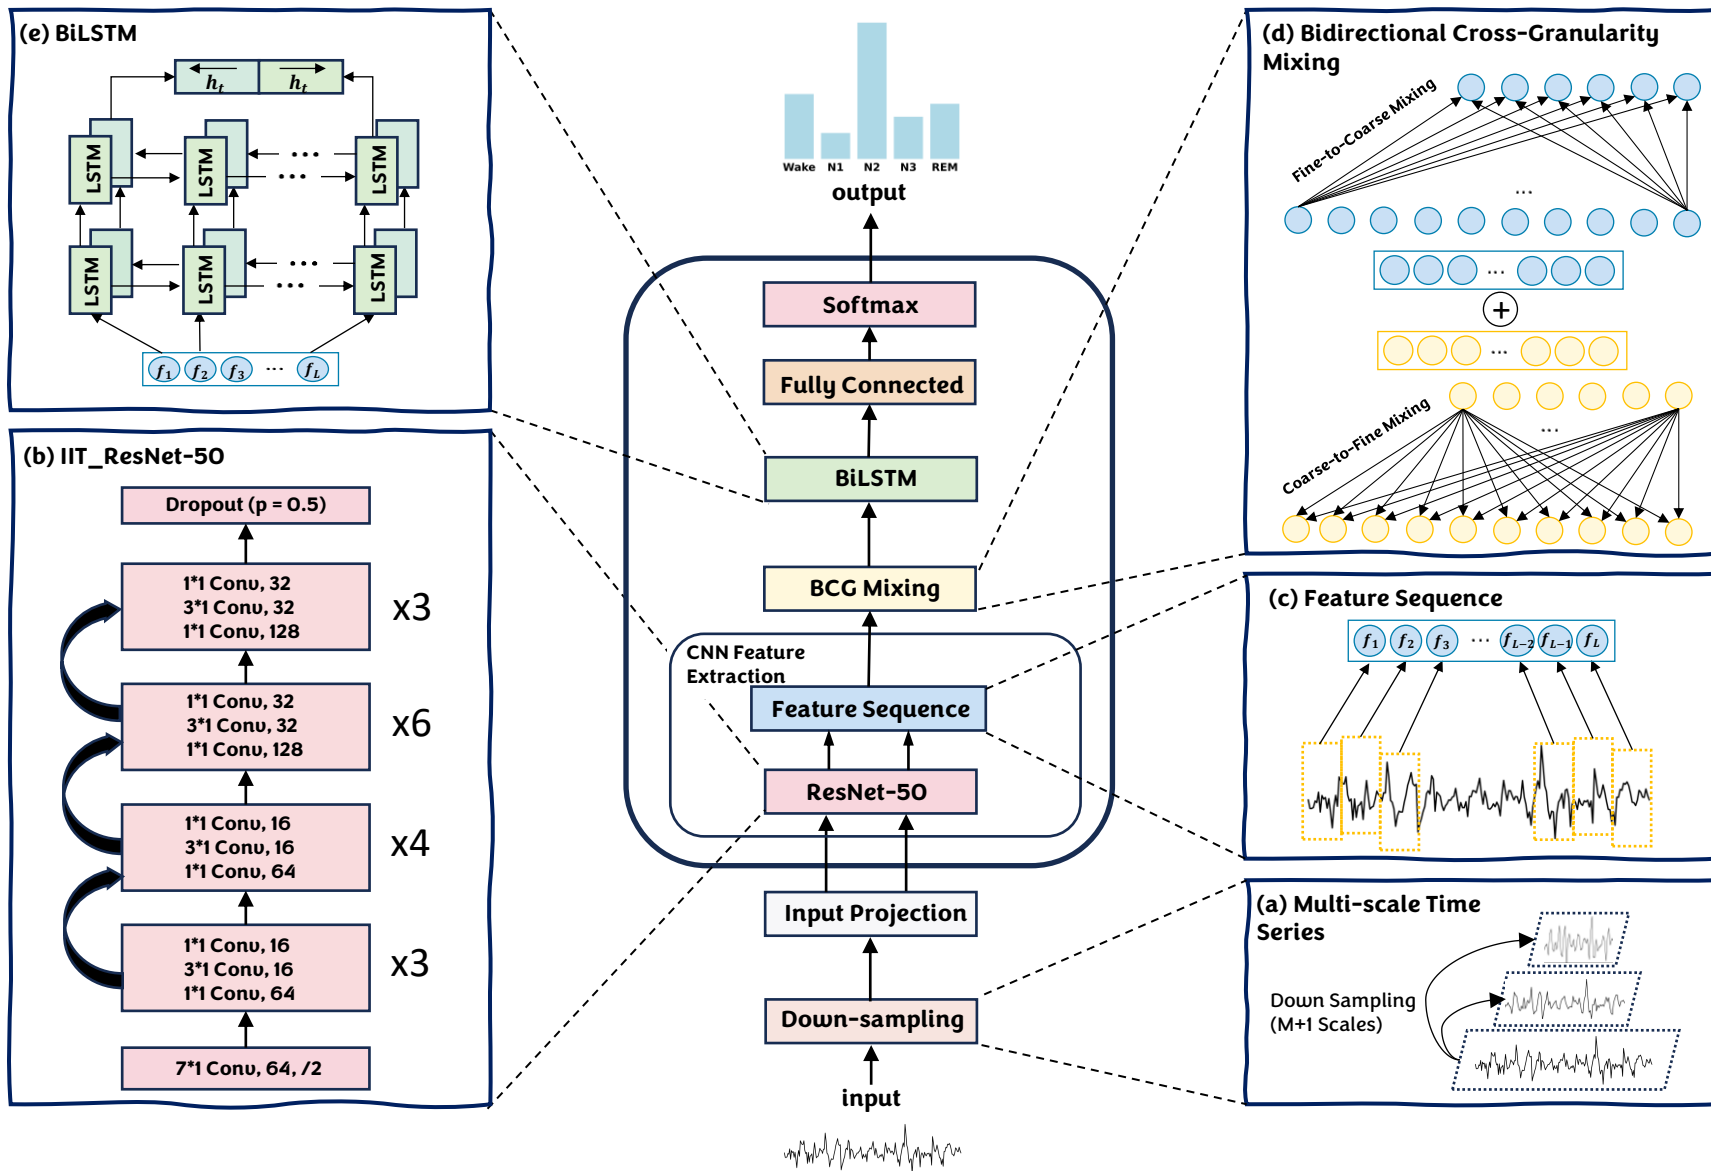 (e) BiLSTM
h_t h_t
LSTM LSTM ... LSTM
...
LSTM LSTM ... LSTM
...
f_1 f_2 f_3 ... f_L
(b) IIT_ResNet-50
Dropout (p = 0.5)
1*1 Conv, 32
3*1 Conv, 32
1*1 Conv, 128
x3
1*1 Conv, 32
3*1 Conv, 32
1*1 Conv, 128
x6
1*1 Conv, 16
3*1 Conv, 16
1*1 Conv, 64
x4
1*1 Conv, 16
3*1 Conv, 16
1*1 Conv, 64
x3
7*1 Conv, 64, /2
Wake N1 N2 N3 REM
output
Softmax
Fully Connected
BiLSTM
BCG Mixing
CNN Feature
Extraction
Feature Sequence
ResNet-50
Input Projection
Down-sampling
input
(d) Bidirectional Cross-Granularity
Mixing
Fine-to-Coarse Mixing
...
...
+
...
Coarse-to-Fine Mixing
...
(c) Feature Sequence
f_1 f_2 f_3 ... f_{L-2} f_{L-1} f_L
(a) Multi-scale Time
Series
Down Sampling
(M+1 Scales)